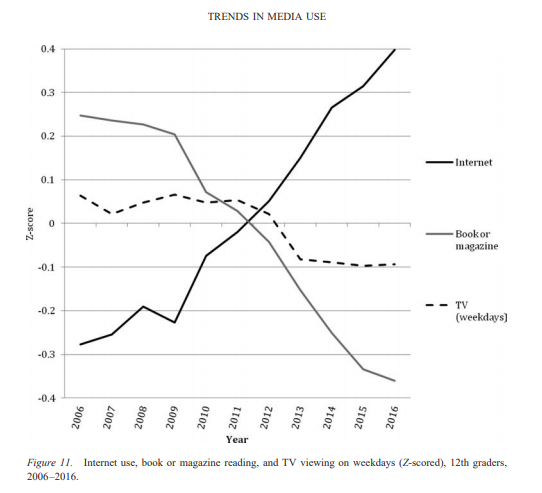 TRENDS IN MEDIA USE
0.4
0.3
0.2
0.1
0
-0.1
-0.2
-0.3
-0.4
Z-score
2006
2007
2008
2009
2010
2011
2012
2013
2014
2015
2016
Year
Internet
Book or
magazine
TV
(weekdays)
Figure 11. Internet use, book or magazine reading, and TV viewing on weekdays (Z-scored), 12th graders,
2006–2016.